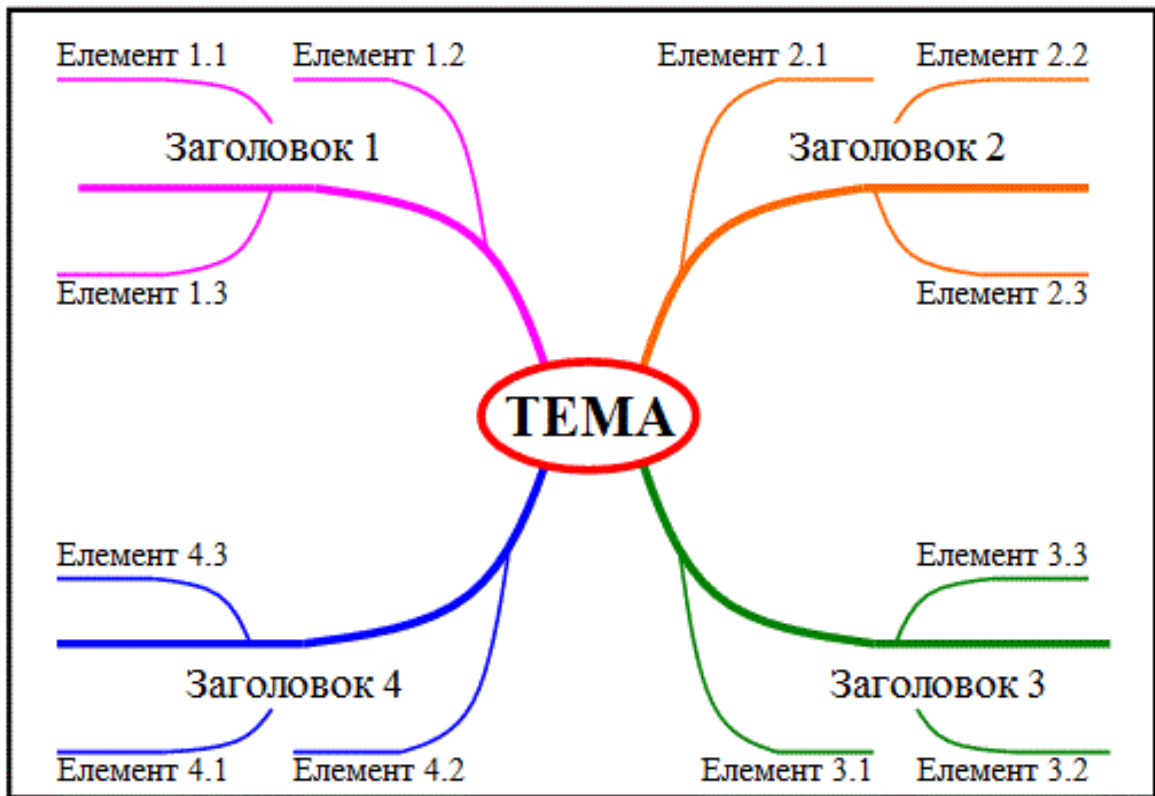 Елемент 1.1
Елемент 1.2
Елемент 2.1
Елемент 2.2
Заголовок 1
Заголовок 2
Елемент 1.3
Елемент 2.3
ТЕМА
Елемент 4.3
Елемент 3.3
Заголовок 4
Заголовок 3
Елемент 4.1
Елемент 4.2
Елемент 3.1
Елемент 3.2